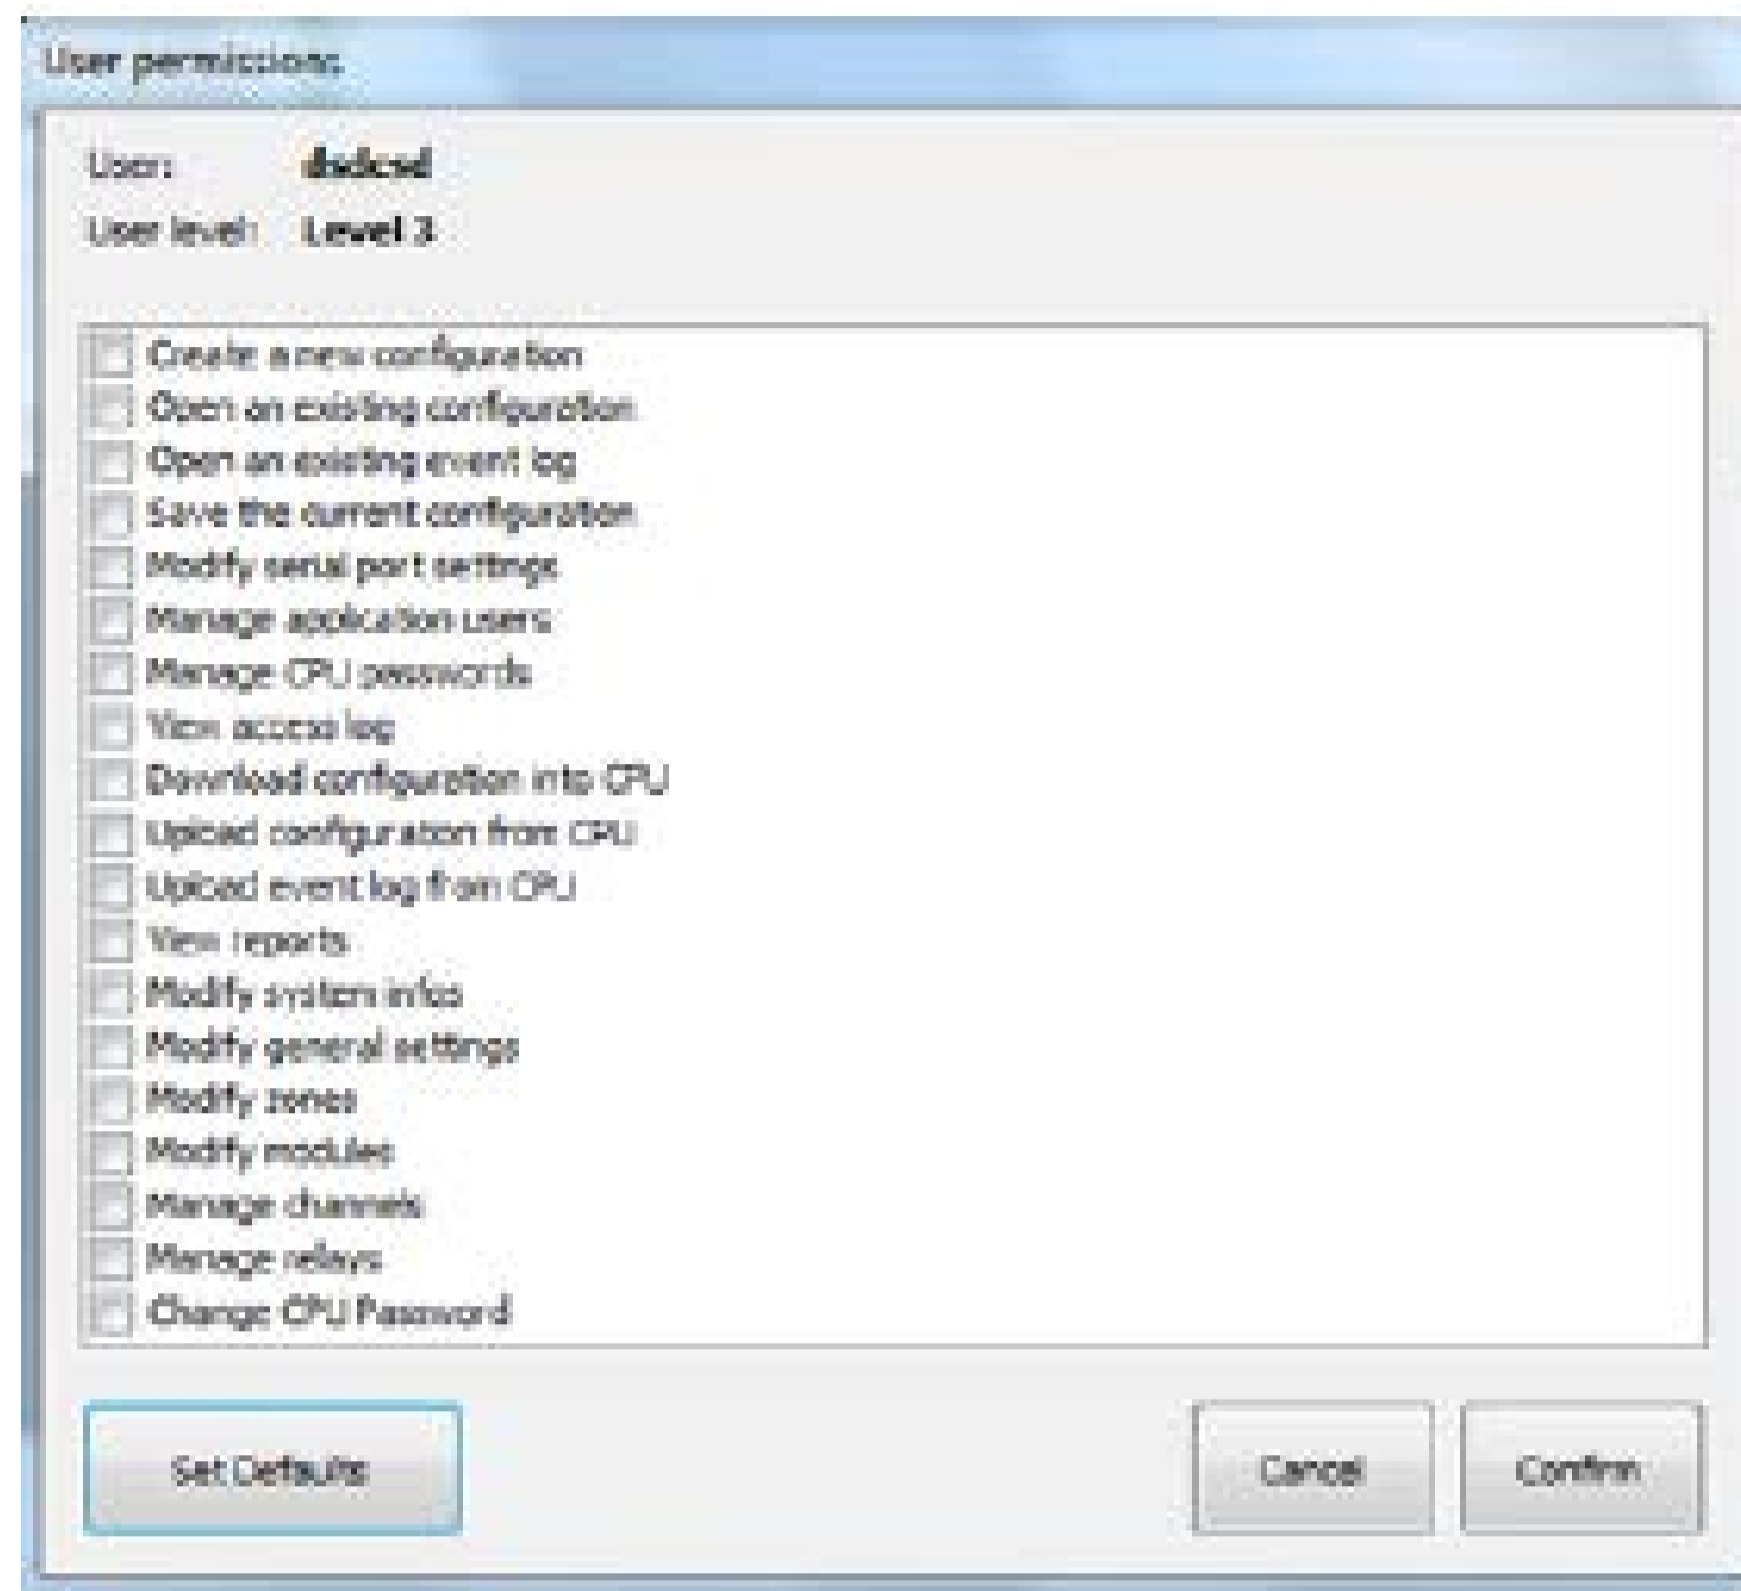 User permissions
User: dsdcsd
User level: Level 3
Create a new configuration
Open an existing configuration
Open an existing event log
Save the current configuration
Modify serial port settings
Manage application users
Manage CPU passwords
View access log
Download configuration into CPU
Upload configuration from CPU
Upload event log from CPU
View reports
Modify system infos
Modify general settings
Modify zones
Modify modules
Manage channels
Manage relays
Change CPU Password
Set Defaults
Cancel
Confirm